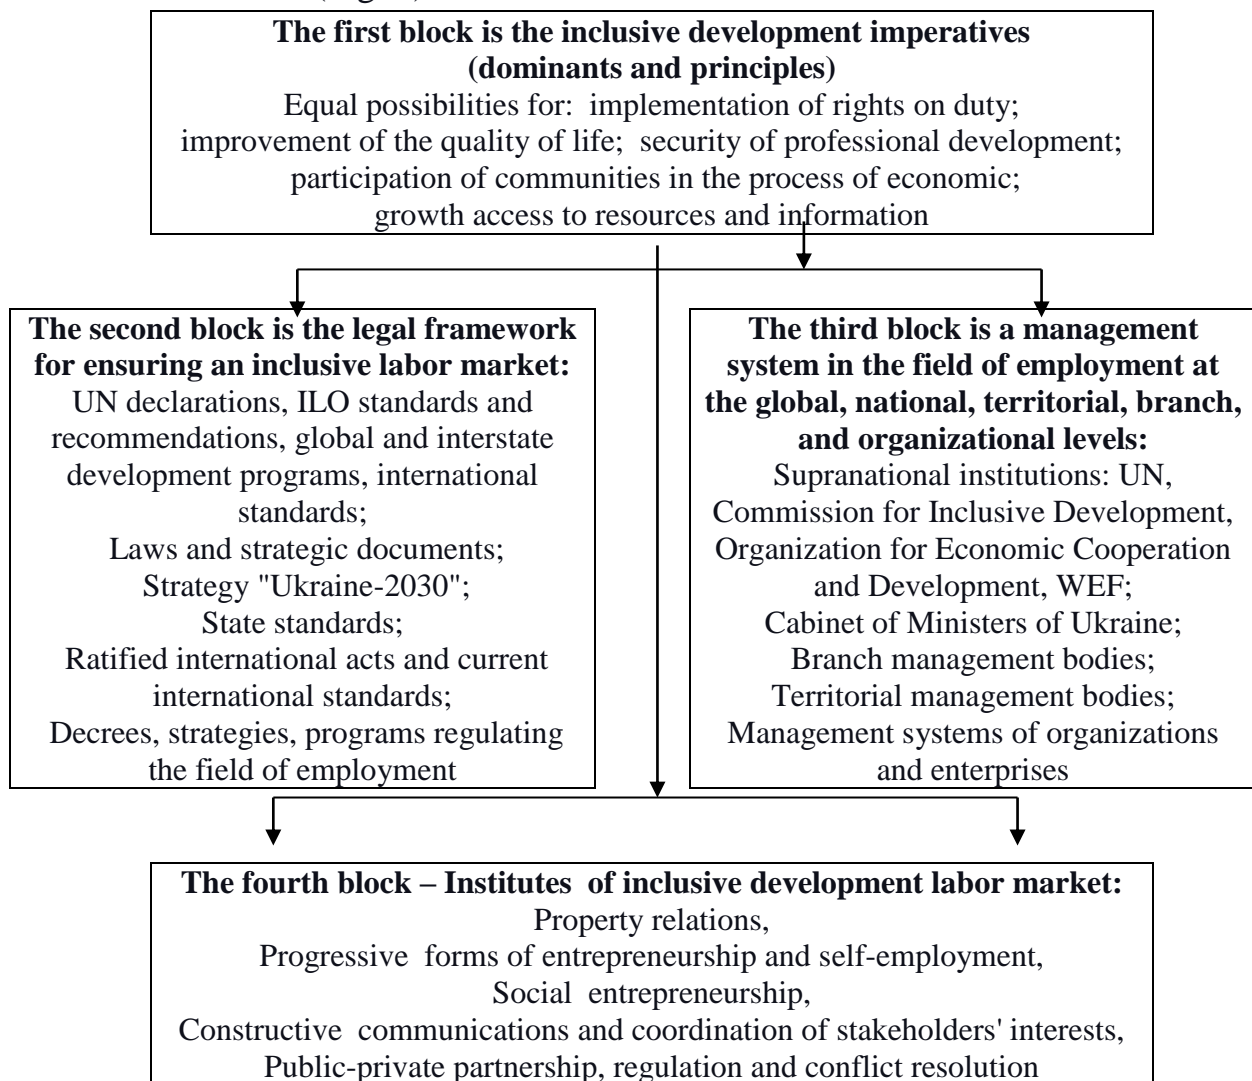 The first block is the inclusive development imperatives
(dominants and principles)
Equal possibilities for: implementation of rights on duty;
improvement of the quality of life; security of professional development;
participation of communities in the process of economic;
growth access to resources and information
The second block is the legal framework
for ensuring an inclusive labor market:
UN declarations, ILO standards and
recommendations, global and interstate
development programs, international
standards;
Laws and strategic documents;
Strategy "Ukraine-2030";
State standards;
Ratified international acts and current
international standards;
Decrees, strategies, programs regulating
the field of employment
The third block is a management
system in the field of employment at
the global, national, territorial, branch,
and organizational levels:
Supranational institutions: UN,
Commission for Inclusive Development,
Organization for Economic Cooperation
and Development, WEF;
Cabinet of Ministers of Ukraine;
Branch management bodies;
Territorial management bodies;
Management systems of organizations
and enterprises
The fourth block – Institutes of inclusive development labor market:
Property relations,
Progressive forms of entrepreneurship and self-employment,
Social entrepreneurship,
Constructive communications and coordination of stakeholders' interests,
Public-private partnership, regulation and conflict resolution